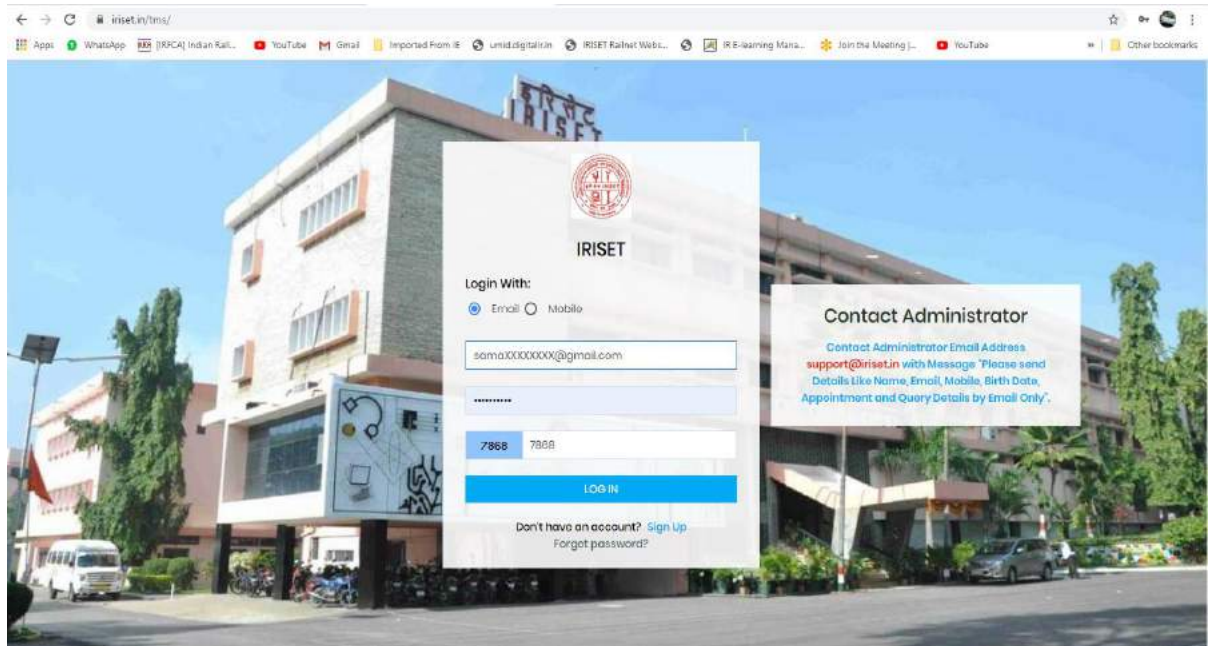 iriset.in/tms/
Apps WhatsApp [IRFCA] Indian Rail... YouTube Gmail Imported From IE umid.digitalir.in IRISET Railnet Webs... IR E-learning Mana... Join the Meeting |... YouTube » Other bookmarks
इरिसेट
IRISET
IRISET
Login With:
Email Mobile
samaXXXXXXXX@gmail.com
••••••••••
7868 7868
LOG IN
Don't have an account? Sign Up
Forgot password?
Contact Administrator
Contact Administrator Email Address
support@iriset.in with Message "Please send
Details Like Name, Email, Mobile, Birth Date,
Appointment and Query Details by Email Only".